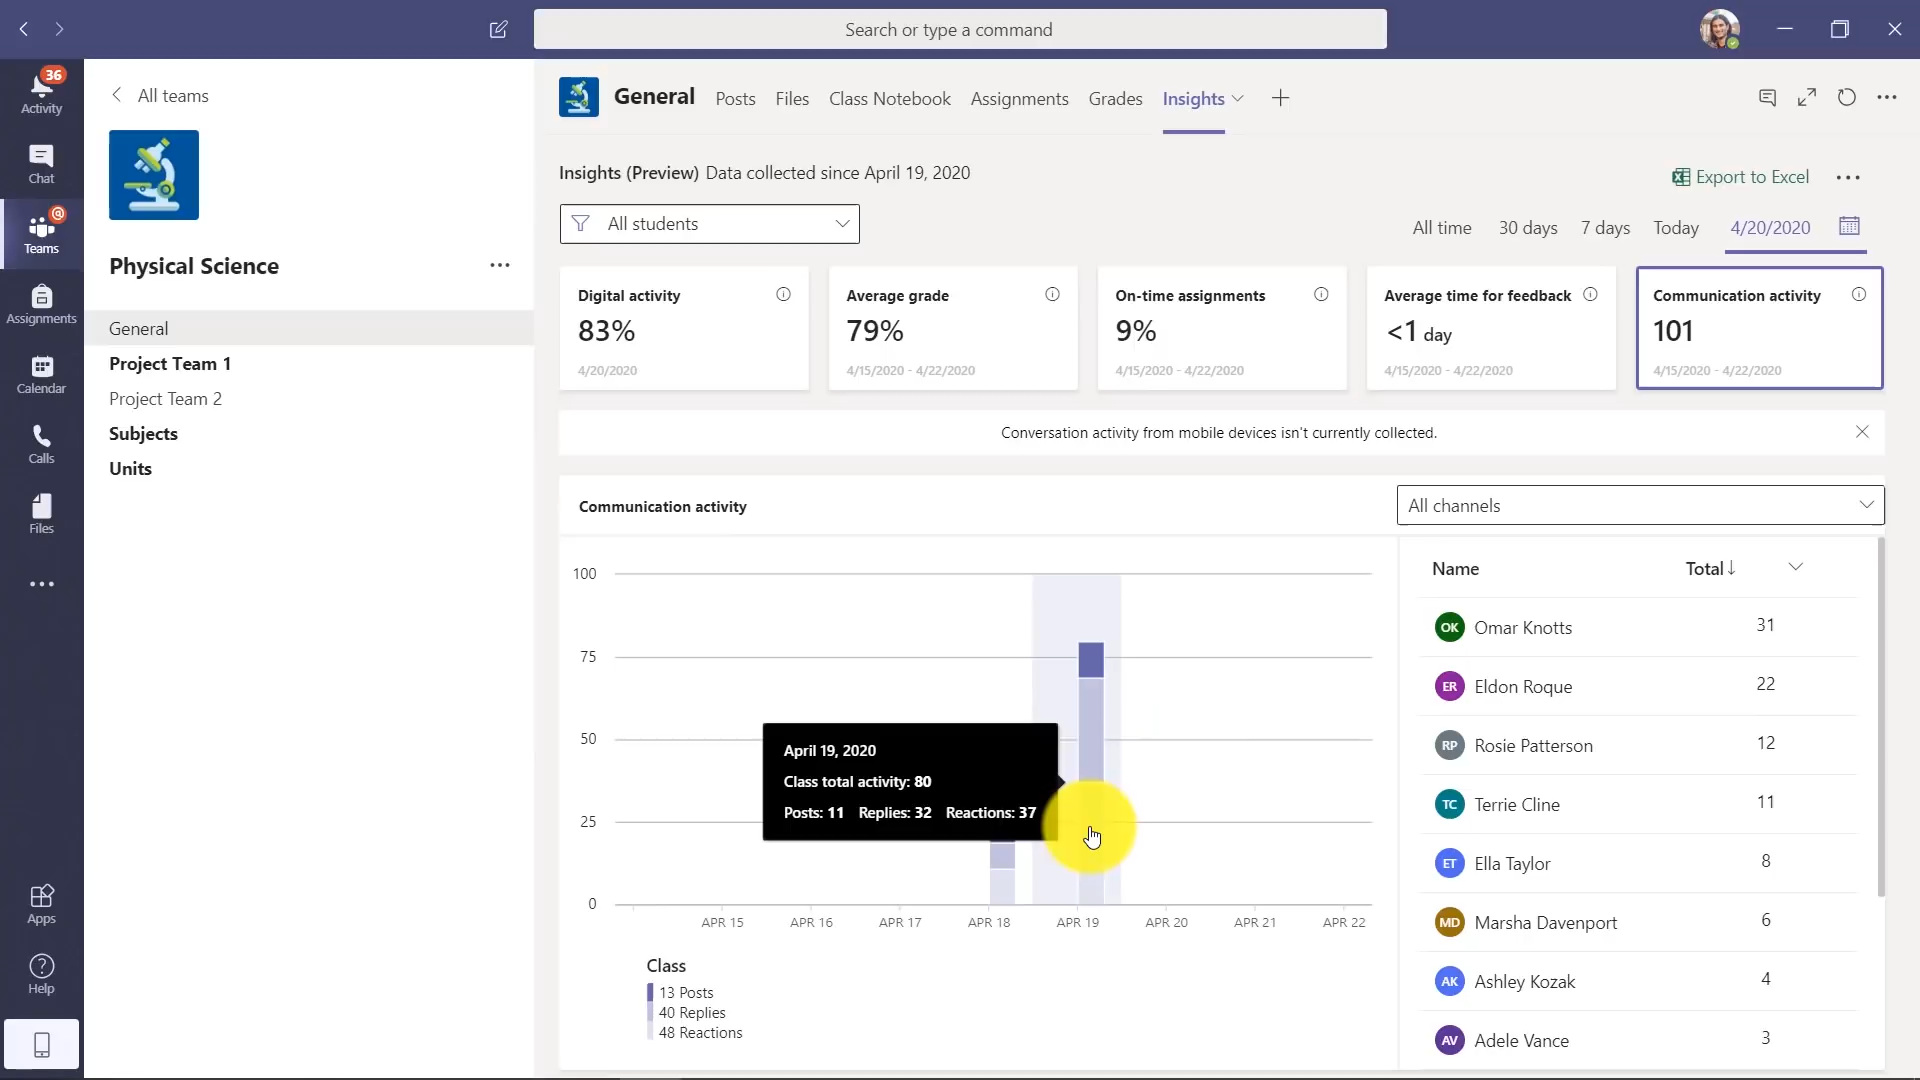 Search or type a command
36
Activity
Chat
@
Teams
Assignments
Calendar
Calls
Files
Apps
Help
All teams
Physical Science
General
Project Team 1
Project Team 2
Subjects
Units
General Posts Files Class Notebook Assignments Grades Insights
Insights (Preview) Data collected since April 19, 2020
Export to Excel
All students
All time 30 days 7 days Today 4/20/2020
Digital activity
83%
4/20/2020
Average grade
79%
4/15/2020 - 4/22/2020
On-time assignments
9%
4/15/2020 - 4/22/2020
Average time for feedback
<1 day
4/15/2020 - 4/22/2020
Communication activity
101
4/15/2020 - 4/22/2020
Conversation activity from mobile devices isn't currently collected.
Communication activity
All channels
100
75
50
25
0
April 19, 2020
Class total activity: 80
Posts: 11 Replies: 32 Reactions: 37
APR 15 APR 16 APR 17 APR 18 APR 19 APR 20 APR 21 APR 22
Class
13 Posts
40 Replies
48 Reactions
Name Total
OK Omar Knotts 31
ER Eldon Roque 22
RP Rosie Patterson 12
TC Terrie Cline 11
ET Ella Taylor 8
MD Marsha Davenport 6
AK Ashley Kozak 4
AV Adele Vance 3